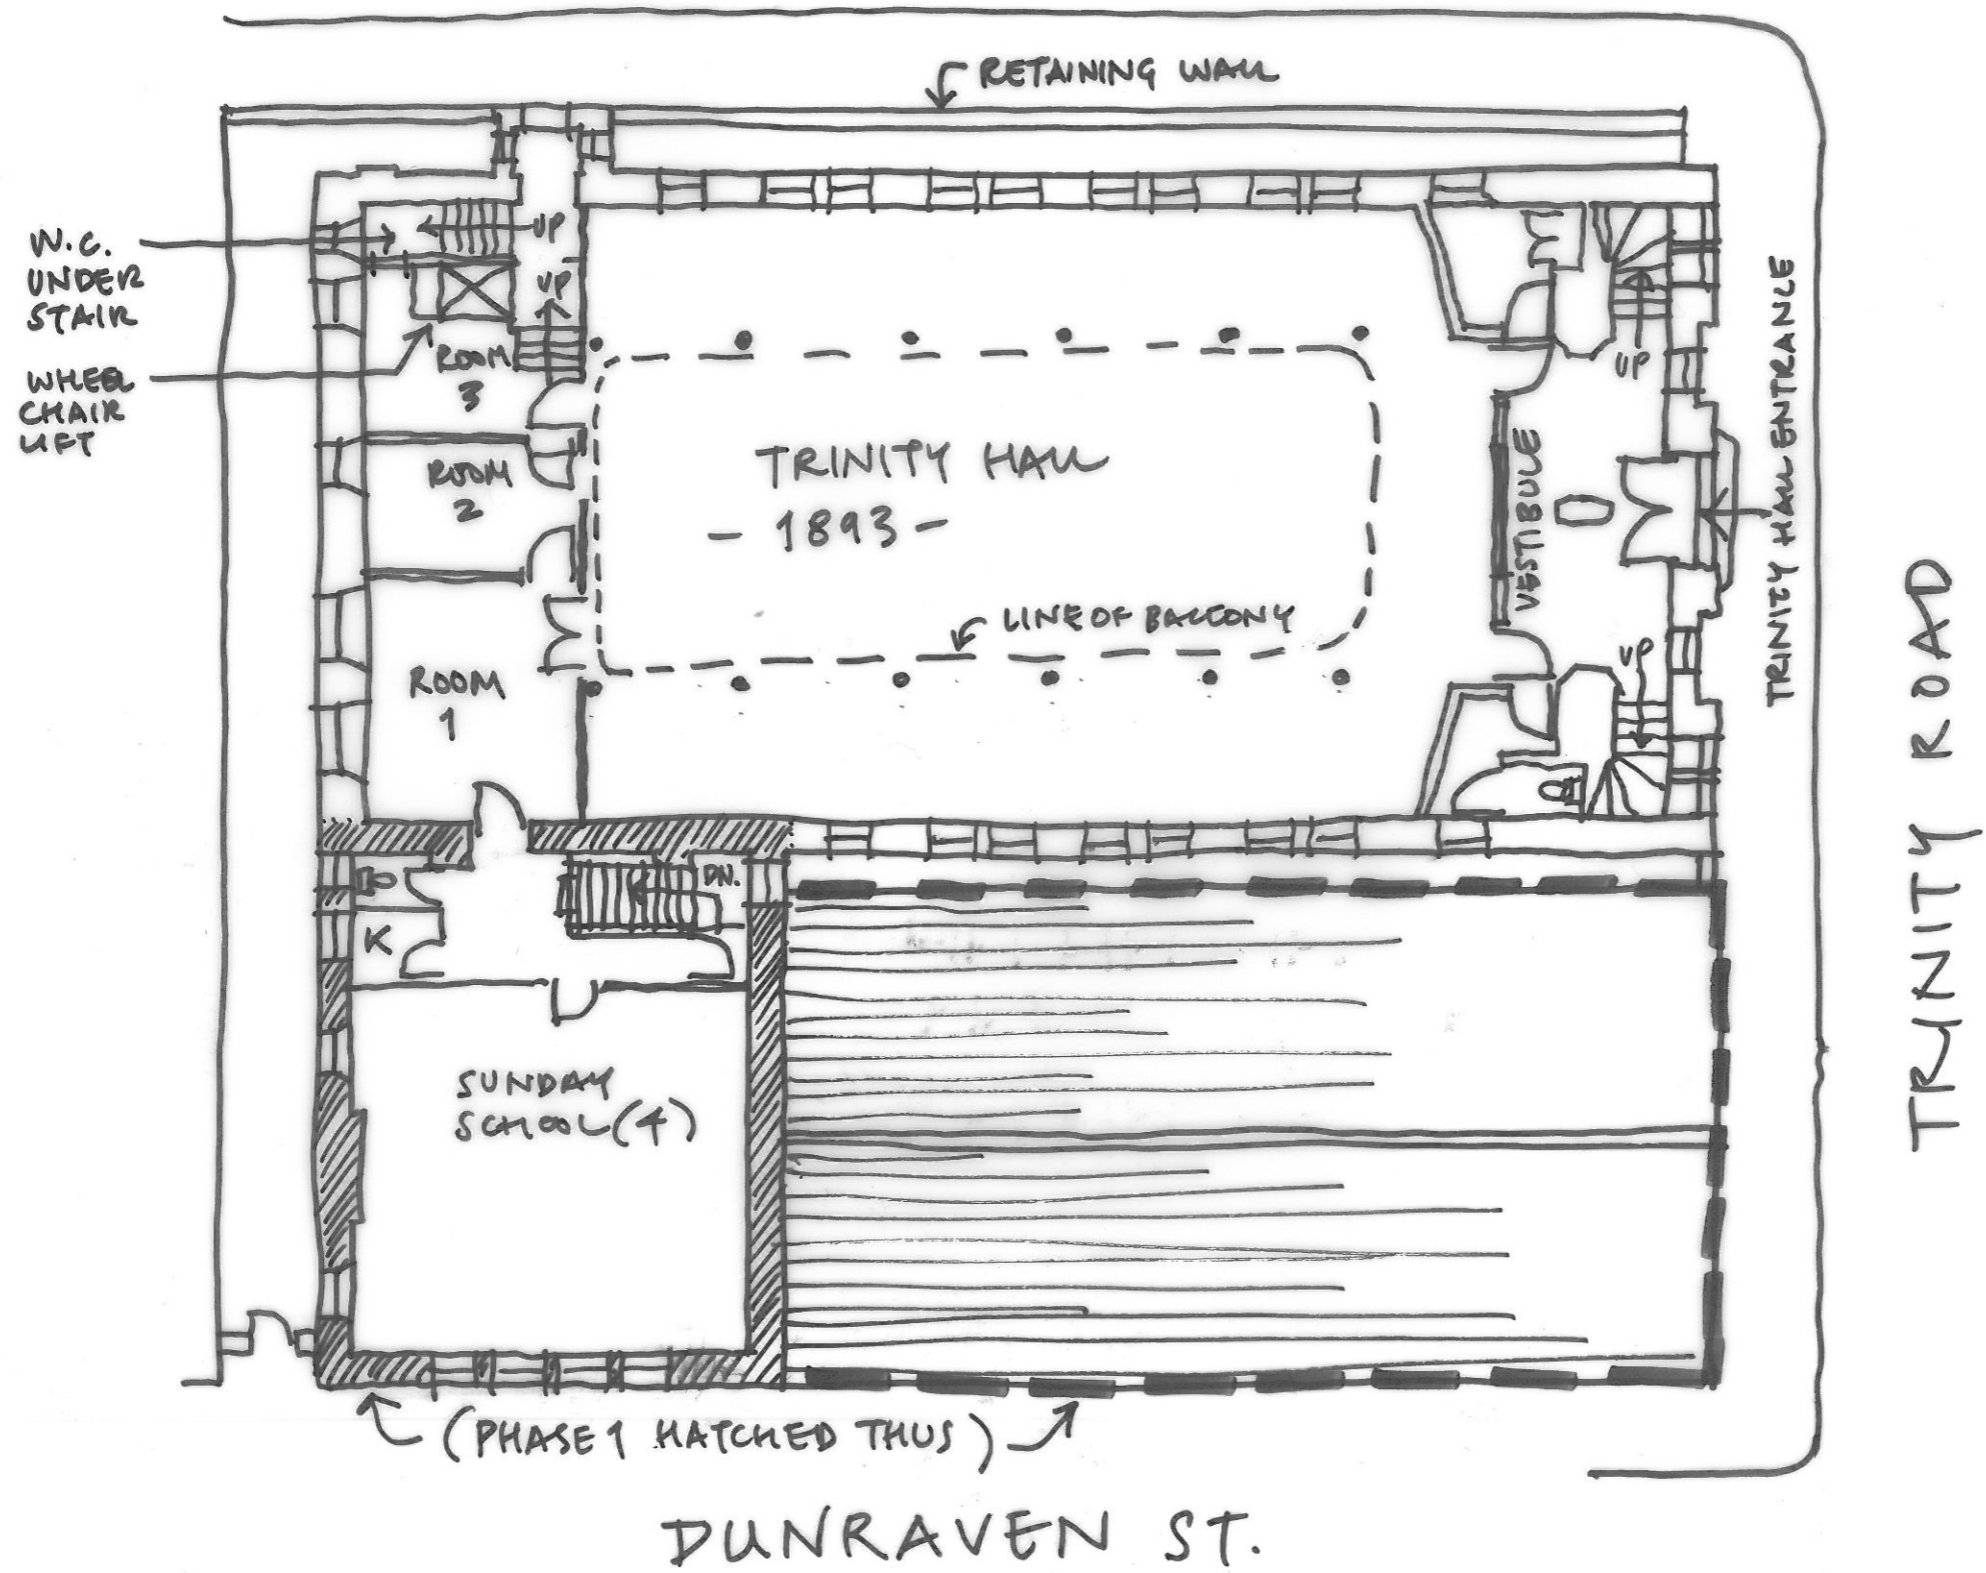 RETAINING WALL
W.C.
UNDER
STAIR
UP
UP
WHEEL
CHAIR
LIFT
ROOM
3
ROOM
2
ROOM
1
TRINITY HALL
- 1893 -
LINE OF BALCONY
VESTIBULE
UP
UP
TRINITY HALL ENTRANCE
TRINITY ROAD
DN.
K
SUNDAY
SCHOOL (4)
(PHASE 1 HATCHED THUS)
DUNRAVEN ST.